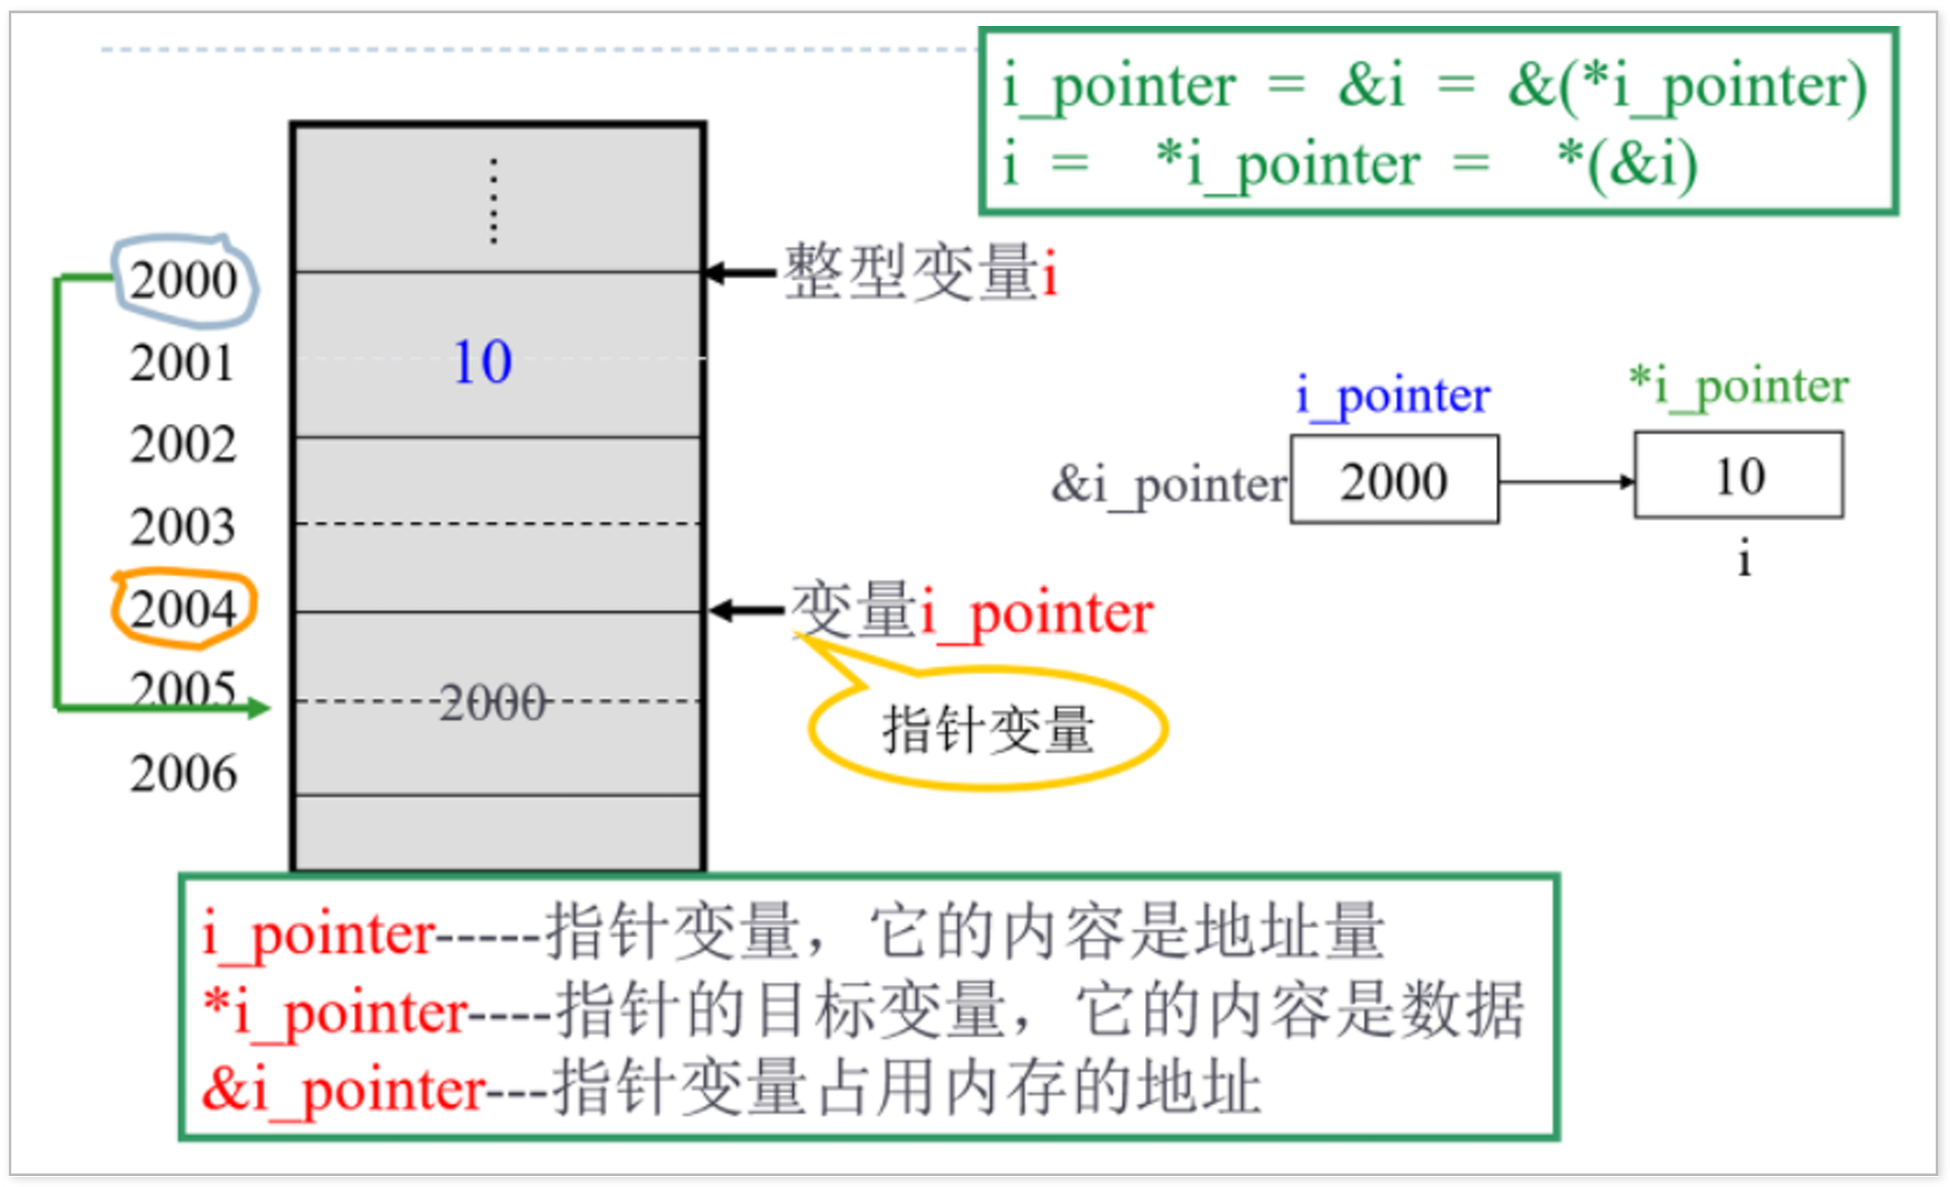 i_pointer = &i = &(*i_pointer)
i = *i_pointer = *(&i)
2000
整型变量i
2001
10
2002
2003
2004
变量i_pointer
2005
2000
指针变量
2006
i_pointer
*i_pointer
&i_pointer
2000
10
i
i_pointer-----指针变量，它的内容是地址量
*i_pointer----指针的目标变量，它的内容是数据
&i_pointer---指针变量占用内存的地址